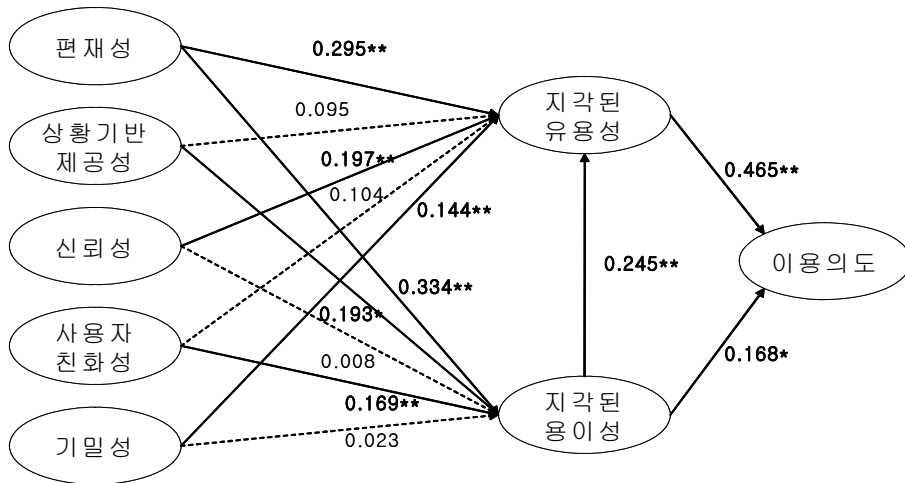 편재성
0.295**
상황기반
제공성
0.095
지각된
유용성
0.197**
0.104
0.144**
0.465**
신뢰성
0.245**
이용의도
0.334**
0.193*
사용자
친화성
0.008
0.168*
0.169**
지각된
용이성
기밀성
0.023